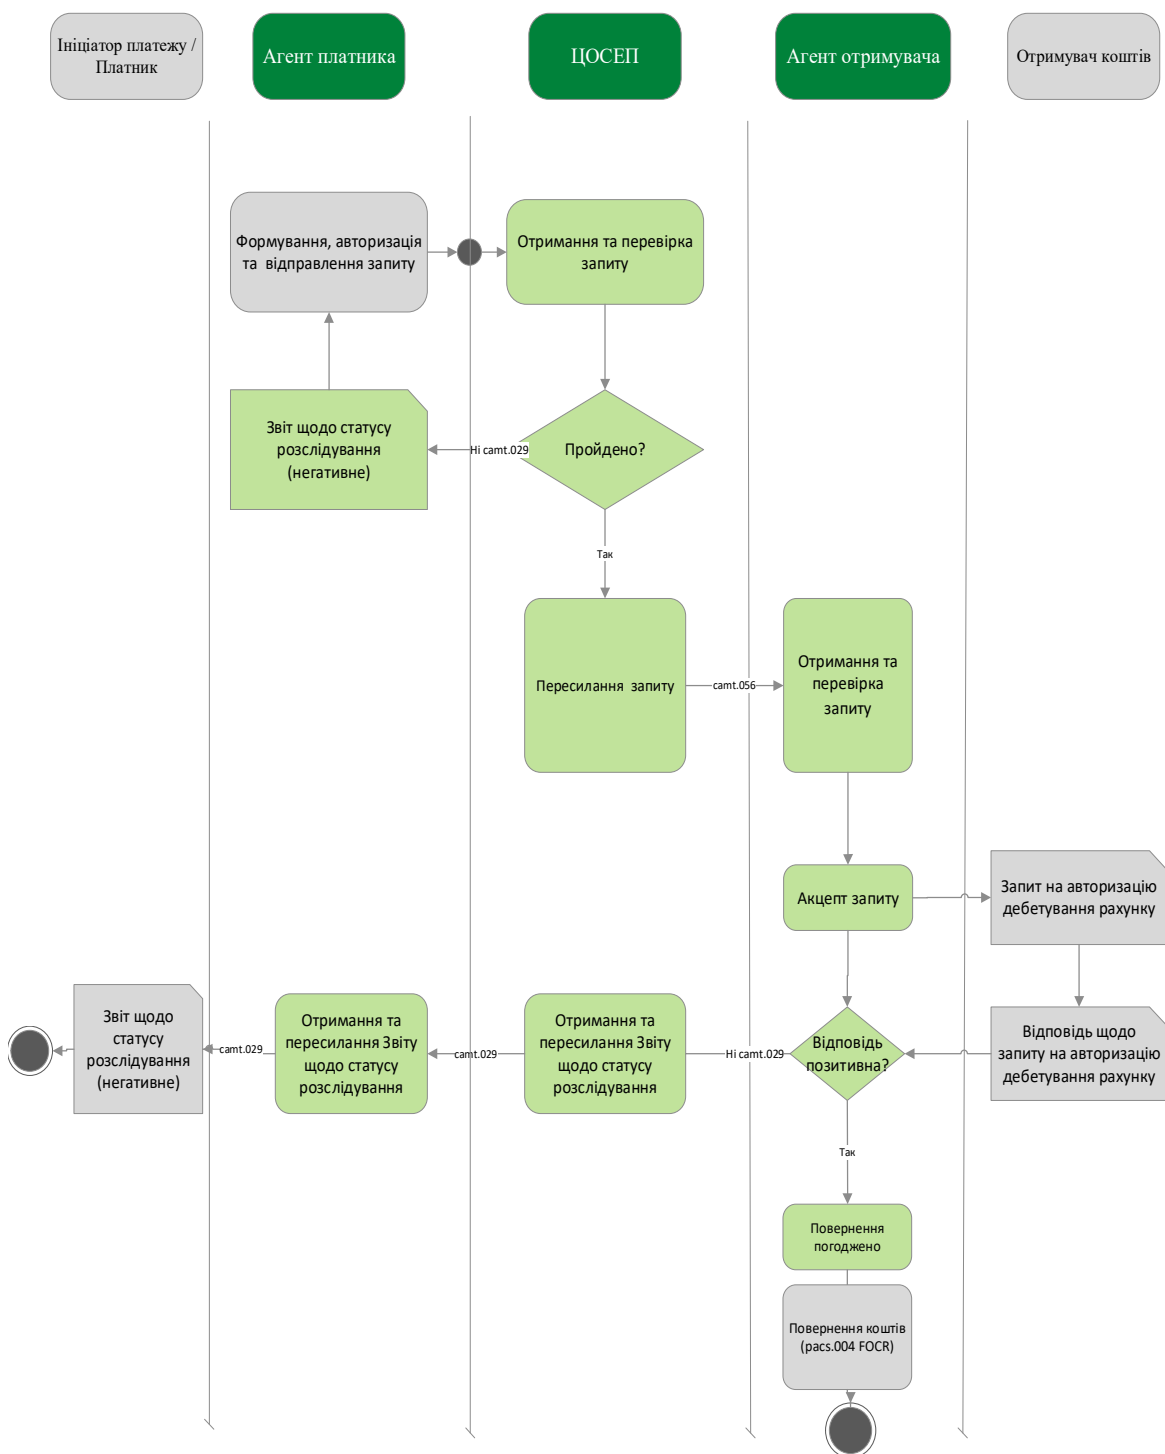 Ініціатор платежу /
Платник
Агент платника
ЦОСЕП
Агент отримувача
Отримувач коштів
Формування, авторизація
та відправлення запиту
Отримання та перевірка
запиту
Звіт щодо статусу
розслідування
(негативне)
Ні camt.029
Пройдено?
Так
Пересилання запиту
camt.056
Отримання та
перевірка
запиту
Акцепт запиту
Запит на авторизацію
дебетування рахунку
Звіт щодо
статусу
розслідування
(негативне)
camt.029
Отримання та
пересилання Звіту
щодо статусу
розслідування
camt.029
Отримання та
пересилання Звіту
щодо статусу
розслідування
Ні camt.029
Відповідь
позитивна?
Відповідь щодо
запиту на авторизацію
дебетування рахунку
Так
Повернення
погоджено
Повернення коштів
(pacs.004 FOCR)